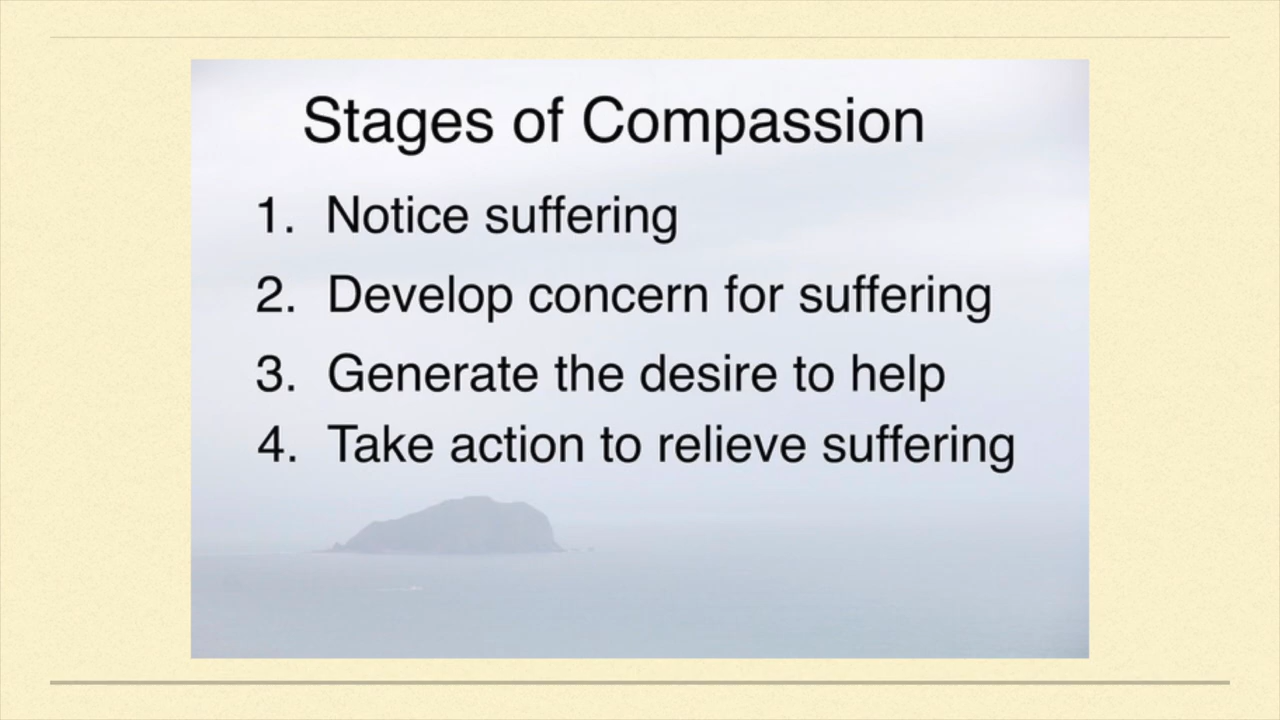 Stages of Compassion
1. Notice suffering
2. Develop concern for suffering
3. Generate the desire to help
4. Take action to relieve suffering